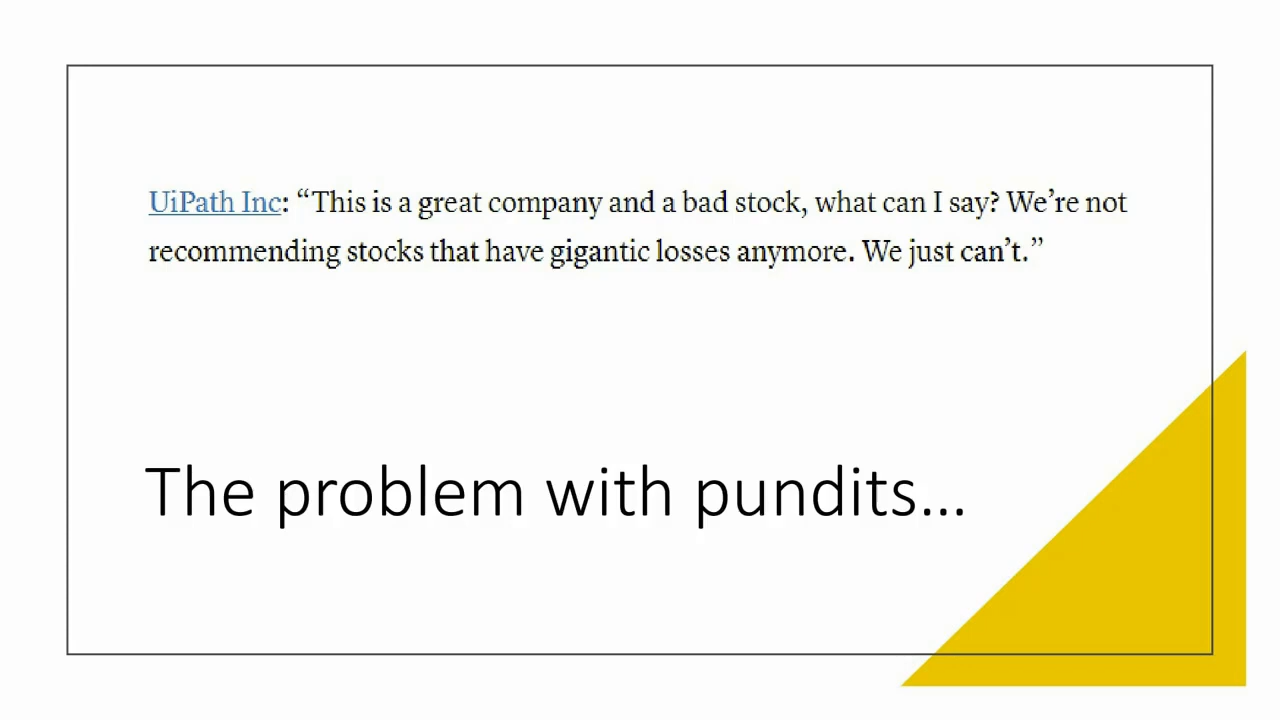 UiPath Inc: “This is a great company and a bad stock, what can I say? We’re not
recommending stocks that have gigantic losses anymore. We just can’t.”
The problem with pundits...